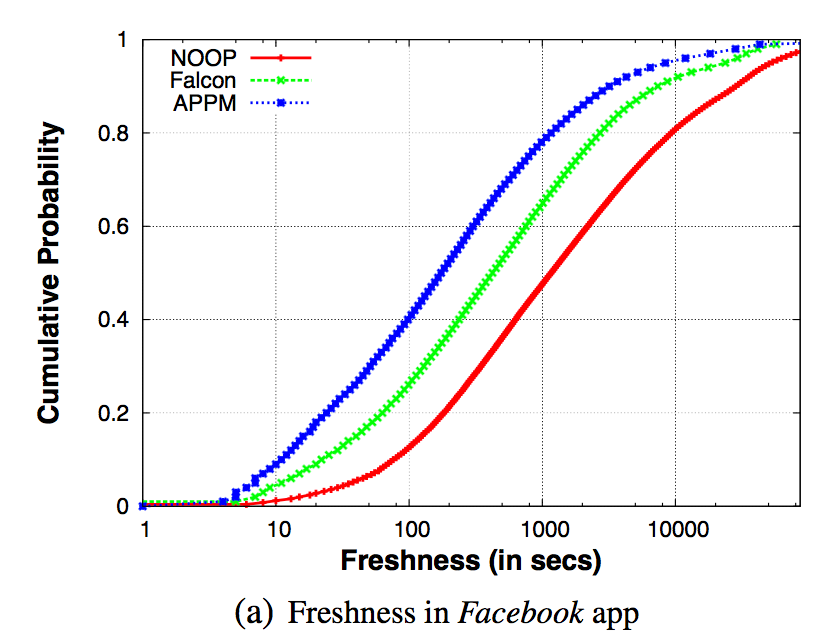 1
0.8
0.6
0.4
0.2
0
Cumulative Probability
NOOP
Falcon
APPM
1 10 100 1000 10000
Freshness (in secs)
(a) Freshness in Facebook app